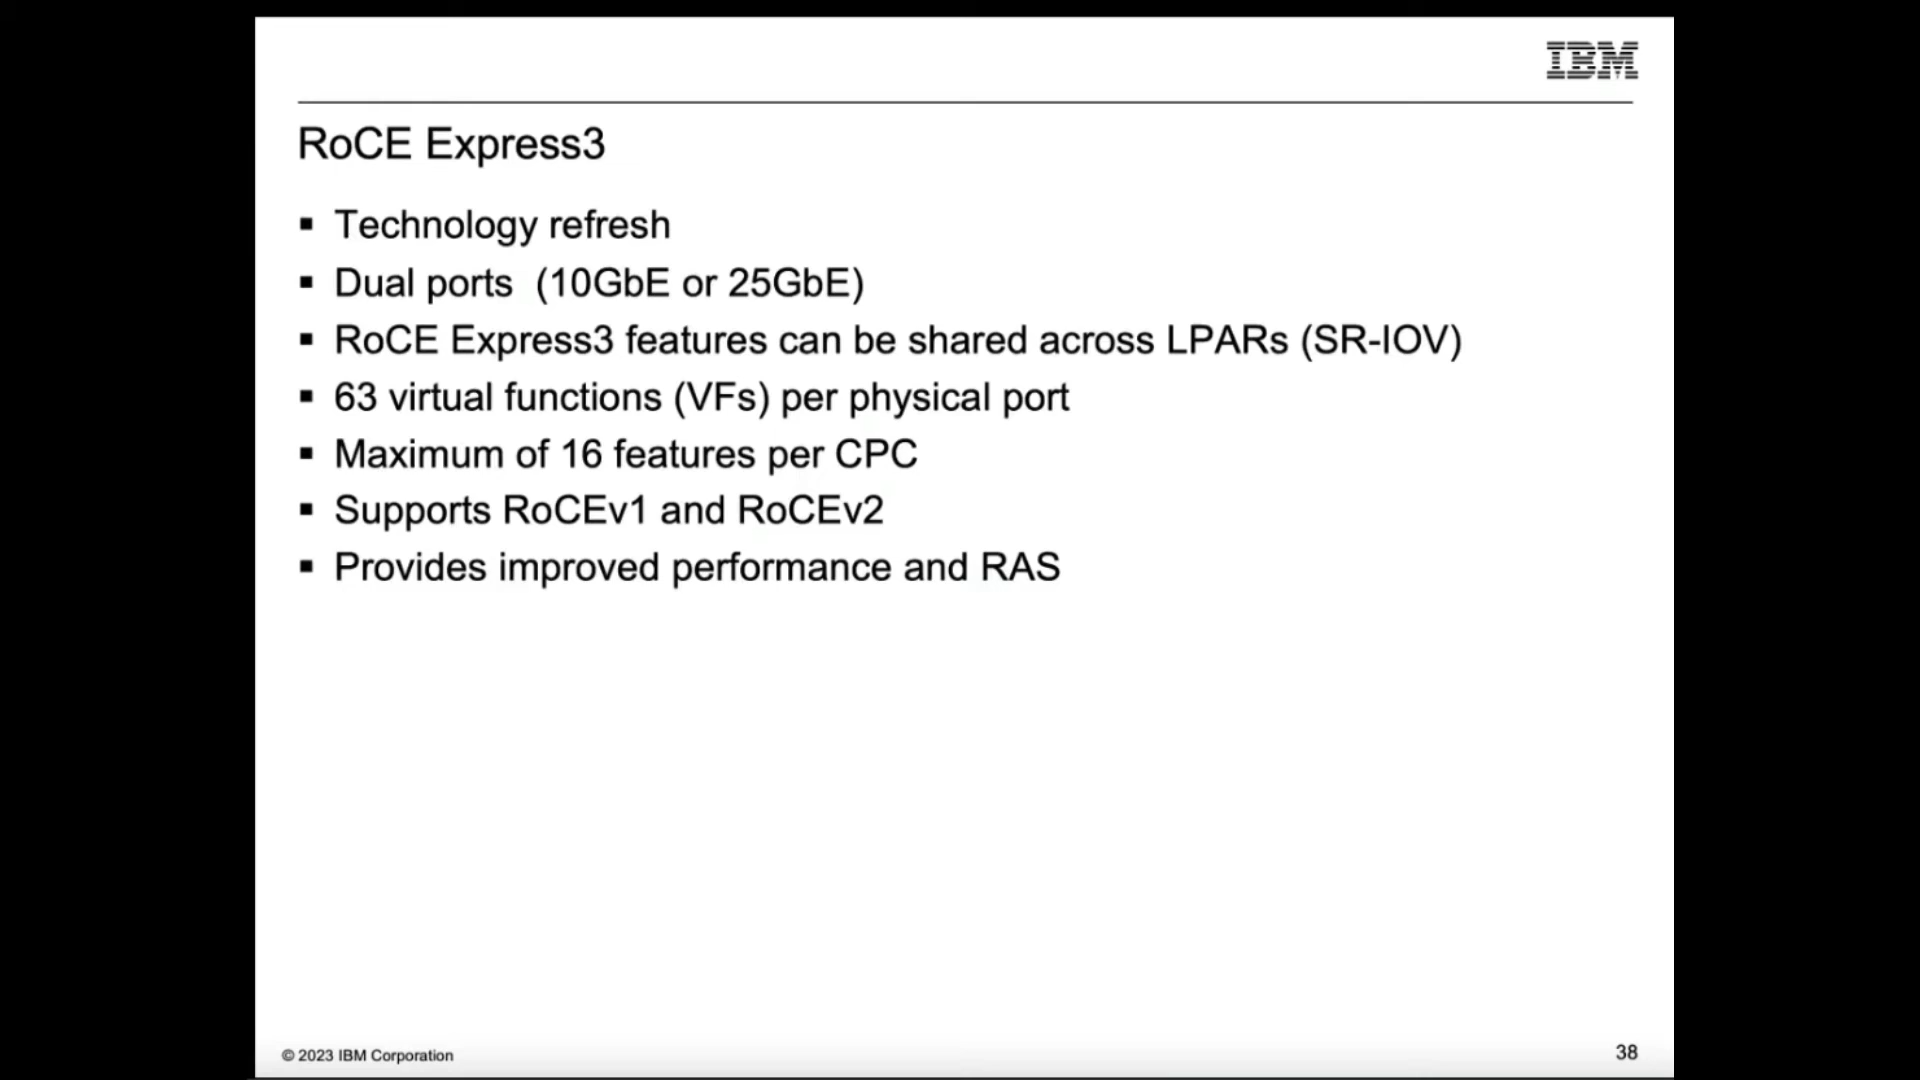 IBM
RoCE Express3
▪ Technology refresh
▪ Dual ports  (10GbE or 25GbE)
▪ RoCE Express3 features can be shared across LPARs (SR-IOV)
▪ 63 virtual functions (VFs) per physical port
▪ Maximum of 16 features per CPC
▪ Supports RoCEv1 and RoCEv2
▪ Provides improved performance and RAS
© 2023 IBM Corporation
38